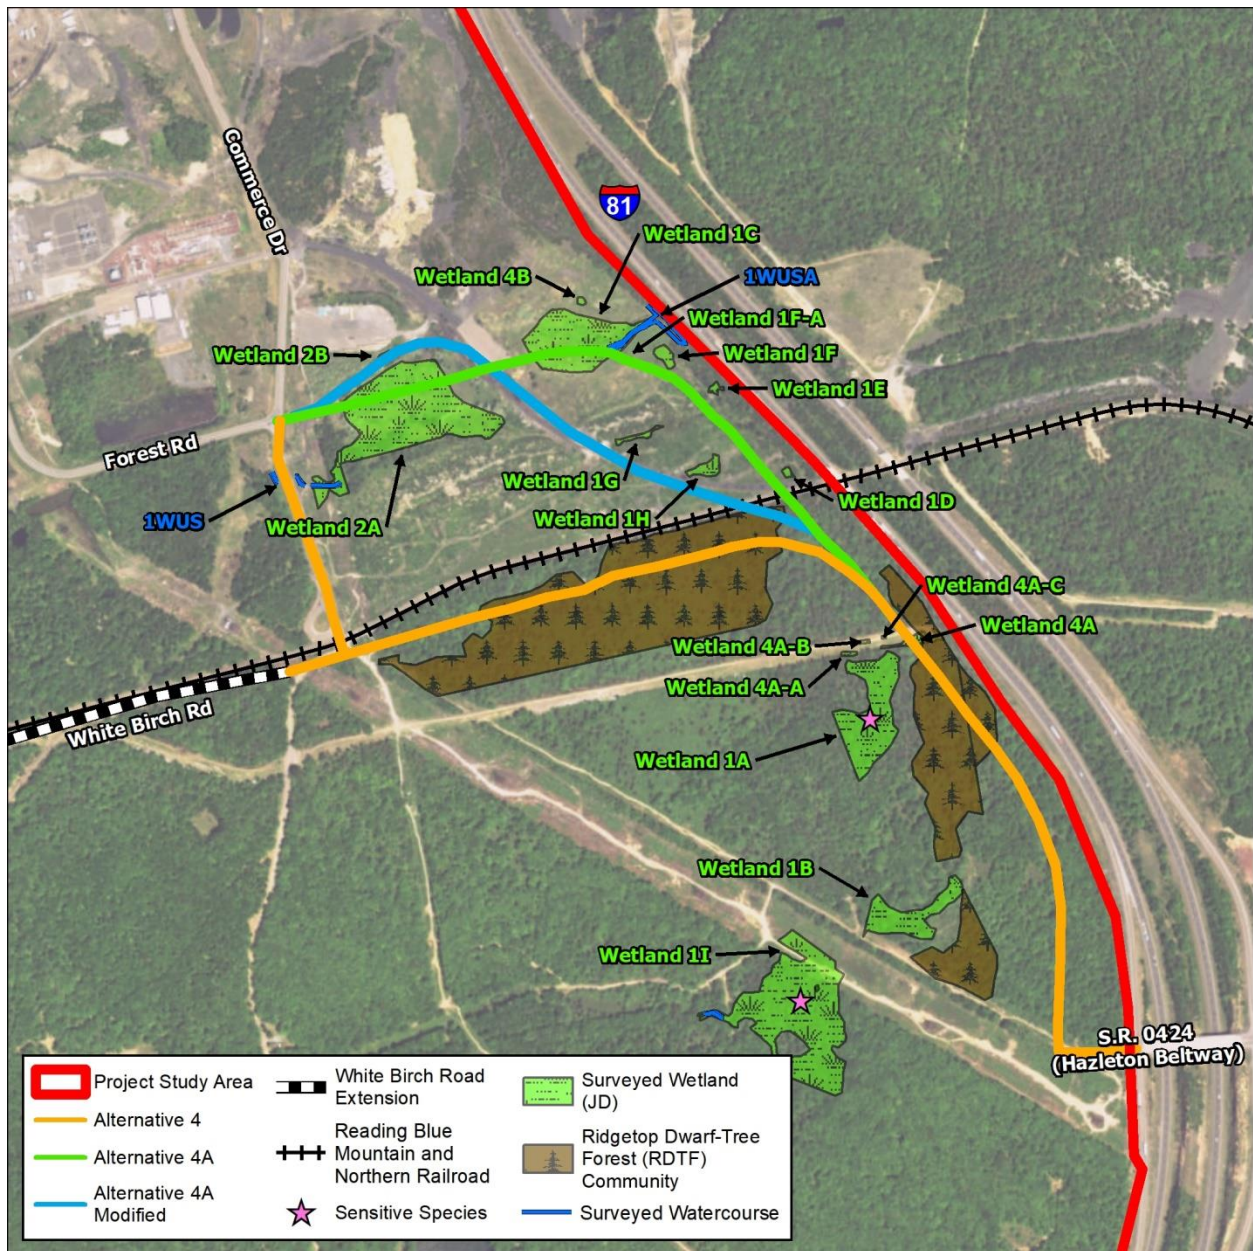 Commerce Dr
81
Wetland 1C
Wetland 4B
1WUSA
Wetland 1F-A
Wetland 2B
Wetland 1F
Wetland 1E
Forest Rd
Wetland 1G
Wetland 1D
Wetland 1H
1WUS
Wetland 2A
Wetland 4A-C
Wetland 4A
Wetland 4A-B
Wetland 4A-A
White Birch Rd
Wetland 1A
Wetland 1B
Wetland 1I
S.R. 0424
(Hazleton Beltway)
Project Study Area
Alternative 4
Alternative 4A
Alternative 4A
Modified
White Birch Road
Extension
Reading Blue
Mountain and
Northern Railroad
Sensitive Species
Surveyed Wetland
(JD)
Ridgetop Dwarf-Tree
Forest (RDTF)
Community
Surveyed Watercourse